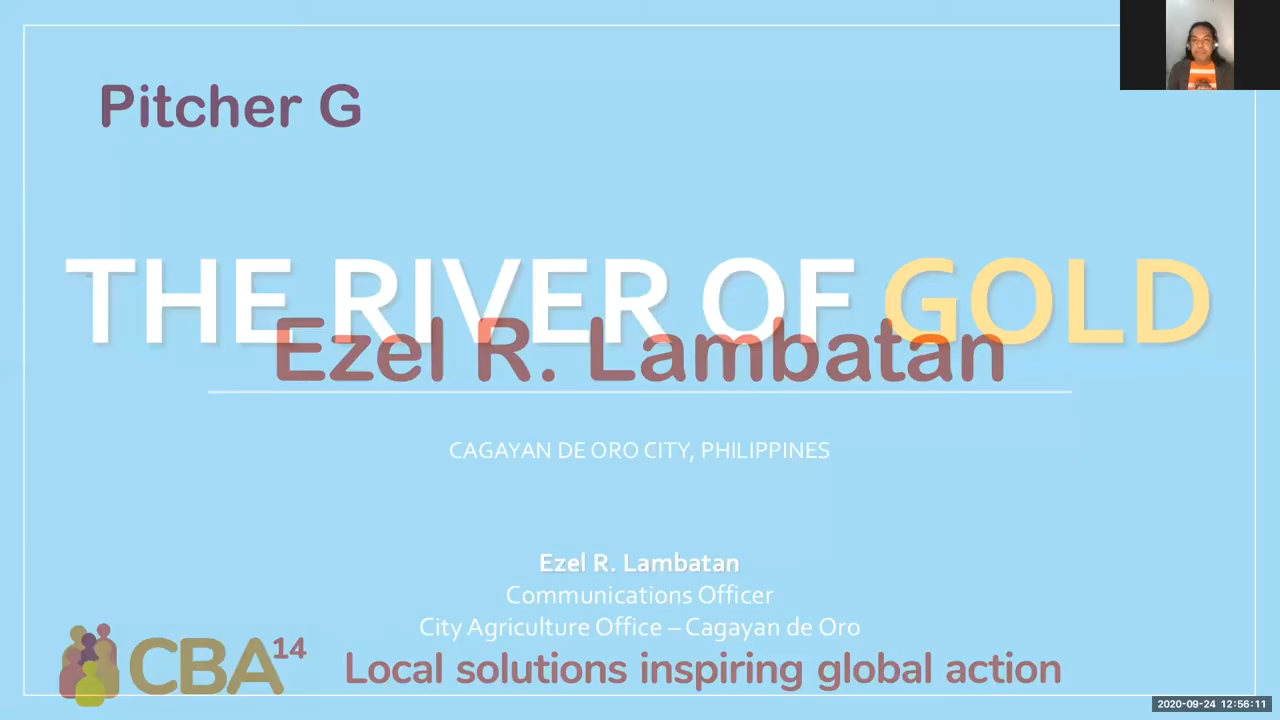 Pitcher G
THE RIVER OF GOLD
Ezel R. Lambatan
CAGAYAN DE ORO CITY, PHILIPPINES
Ezel R. Lambatan
Communications Officer
City Agriculture Office – Cagayan de Oro
CBA14
Local solutions inspiring global action
2020-09-24 12:56:11